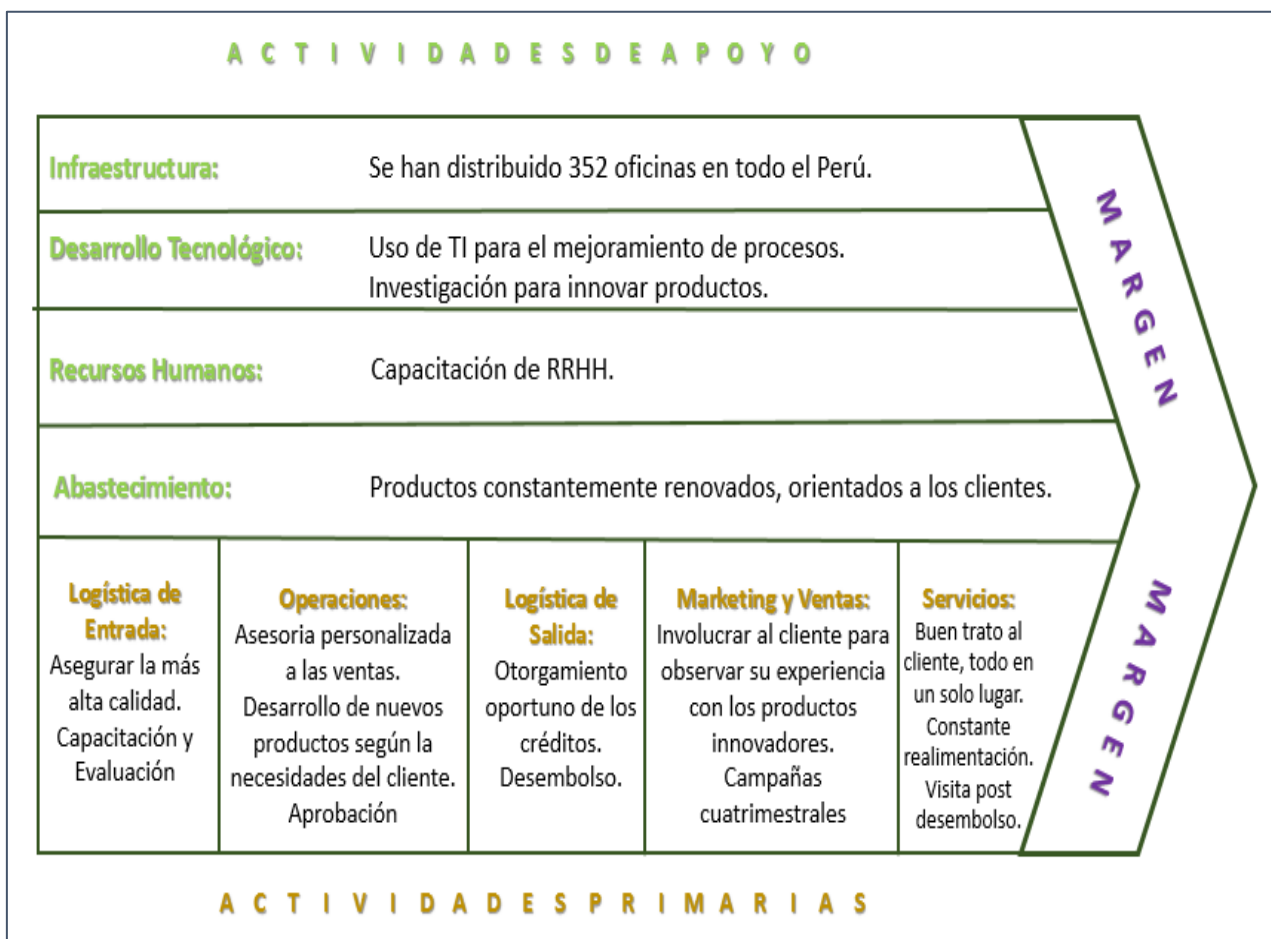 A C T I V I D A D E S D E A P O Y O
Infraestructura: Se han distribuido 352 oficinas en todo el Perú.
Desarrollo Tecnológico: Uso de TI para el mejoramiento de procesos.
Investigación para innovar productos.
Recursos Humanos: Capacitación de RRHH.
Abastecimiento: Productos constantemente renovados, orientados a los clientes.
M A R G E N
Logística de
Entrada:
Asegurar la más
alta calidad.
Capacitación y
Evaluación
Operaciones:
Asesoria personalizada
a las ventas.
Desarrollo de nuevos
productos según la
necesidades del cliente.
Aprobación
Logística de
Salida:
Otorgamiento
oportuno de los
créditos.
Desembolso.
Marketing y Ventas:
Involucrar al cliente para
observar su experiencia
con los productos
innovadores.
Campañas
cuatrimestrales
Servicios:
Buen trato al
cliente, todo en
un solo lugar.
Constante
realimentación.
Visita post
desembolso.
M A R G E N
A C T I V I D A D E S P R I M A R I A S